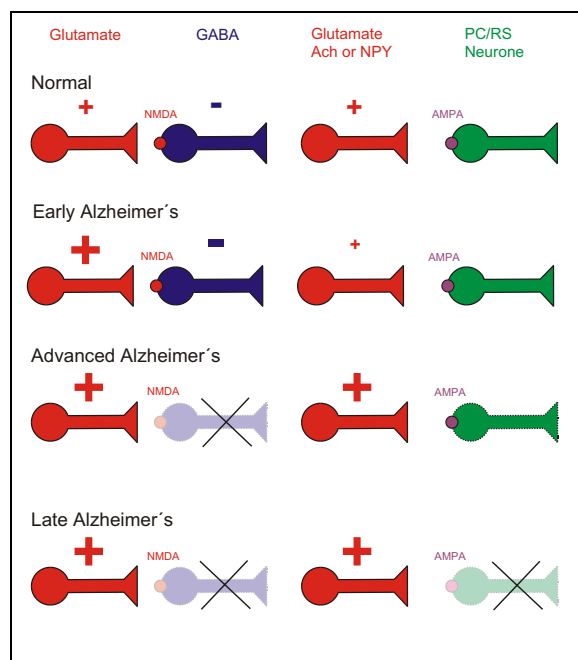 Glutamate GABA Glutamate PC/RS
Ach or NPY Neurone
Normal
+ - +
NMDA AMPA
Early Alzheimer´s
+ - +
NMDA AMPA
Advanced Alzheimer´s
+ +
NMDA AMPA
Late Alzheimer´s
+ +
NMDA AMPA